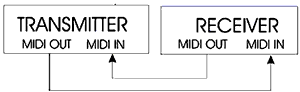 TRANSMITTER
MIDI OUT MIDI IN
RECEIVER
MIDI OUT MIDI IN